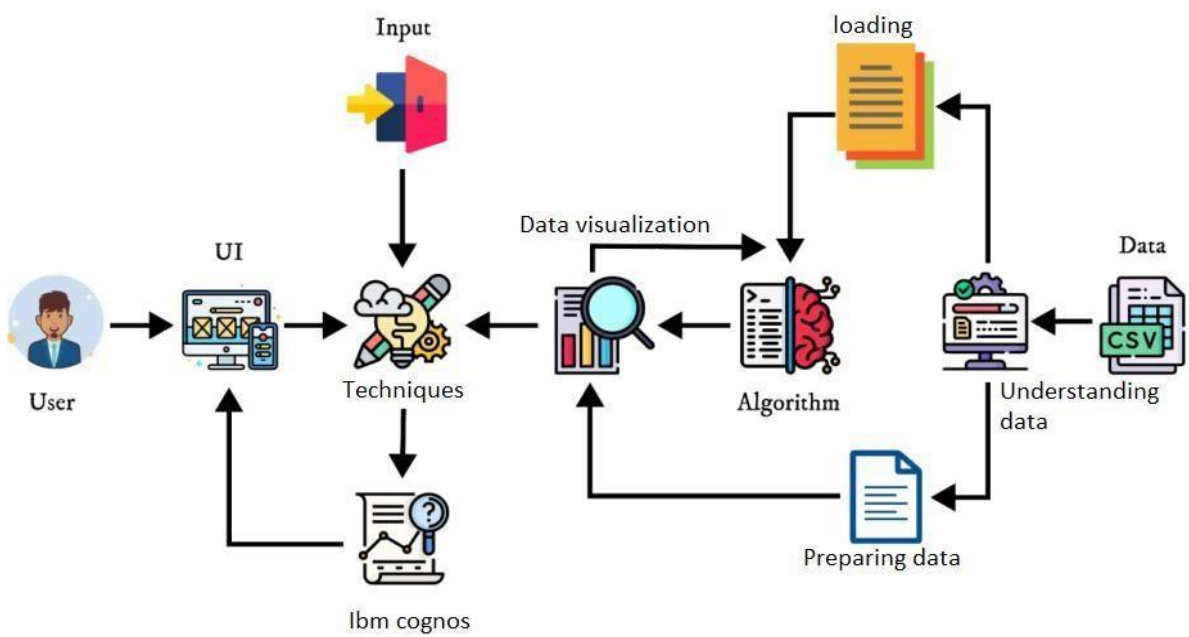 Input
loading
Data visualization
UI
Data
CSV
Techniques
User
Algorithm
Understanding
data
Preparing data
Ibm cognos